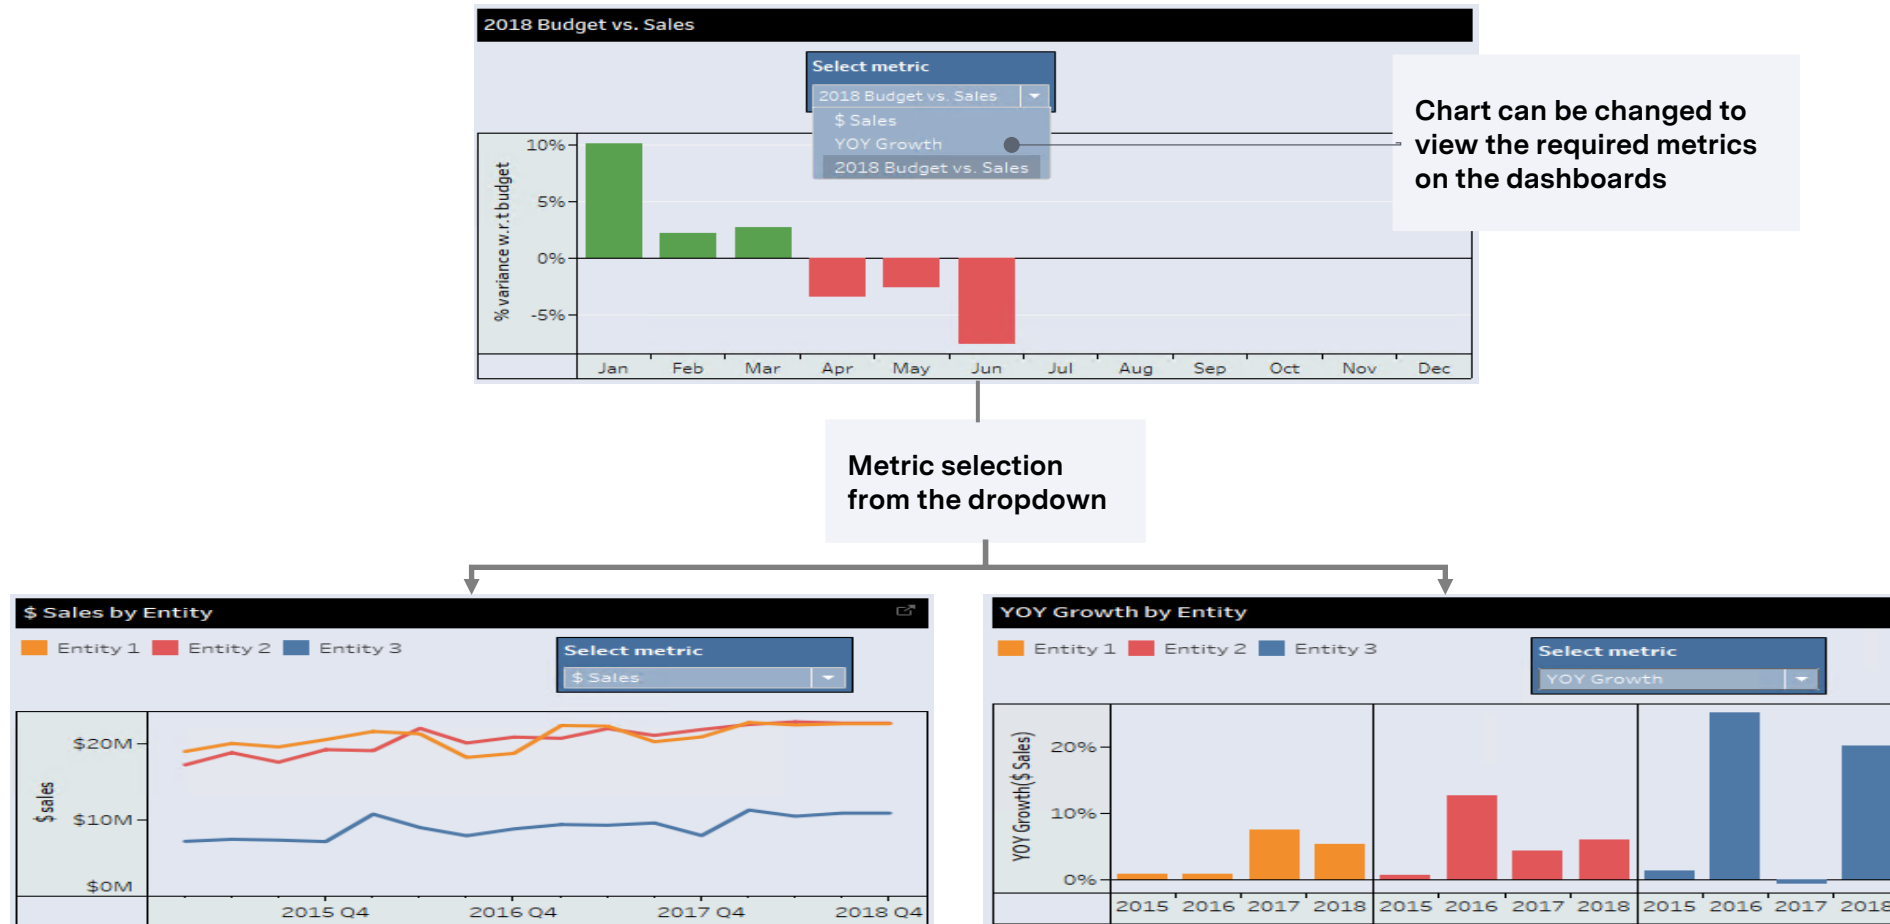 2018 Budget vs. Sales
Select metric
2018 Budget vs. Sales
$ Sales
YOY Growth
2018 Budget vs. Sales
Chart can be changed to
view the required metrics
on the dashboards
% variance w.r.t budget
10%
5%
0%
-5%
Jan Feb Mar Apr May Jun Jul Aug Sep Oct Nov Dec
Metric selection
from the dropdown
$ Sales by Entity
Entity 1 Entity 2 Entity 3
Select metric
$ Sales
$ sales
$20M
$10M
$0M
2015 Q4 2016 Q4 2017 Q4 2018 Q4
YOY Growth by Entity
Entity 1 Entity 2 Entity 3
Select metric
YOY Growth
YOY Growth($ Sales)
20%
10%
0%
2015 2016 2017 2018 2015 2016 2017 2018 2015 2016 2017 2018